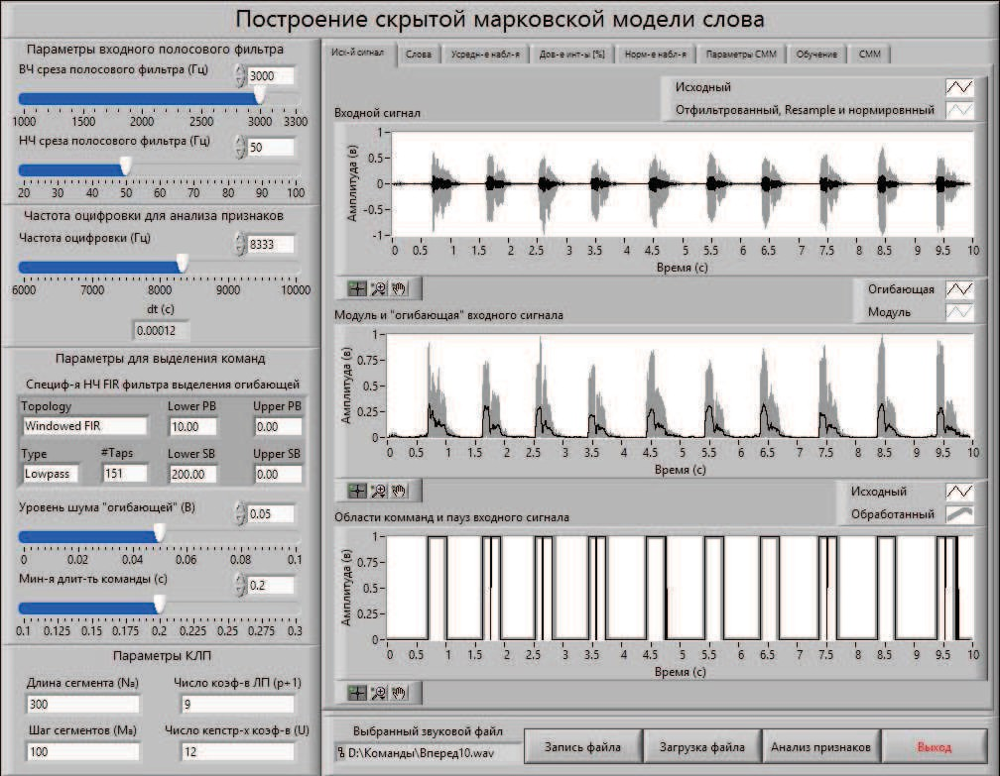 Построение скрытой марковской модели слова
Параметры входного полосового фильтра
ВЧ среза полосового фильтра (Гц)
3000
1000 1500 2000 2500 3000 3300
НЧ среза полосового фильтра (Гц)
50
20 30 40 50 60 70 80 90 100
Частота оцифровки для анализа признаков
Частота оцифровки (Гц)
8333
6000 7000 8000 9000 10000
dt (с)
0.00012
Параметры для выделения команд
Специф-я НЧ FIR фильтра выделения огибающей
Topology Lower PB Upper PB
Windowed FIR 10.00 0.00
Type #Taps Lower SB Upper SB
Lowpass 151 200.00 0.00
Уровень шума "огибающей" (В)
0.05
0 0.02 0.04 0.06 0.08 0.1
Мин-я длит-ть команды (с)
0.2
0.1 0.125 0.15 0.175 0.2 0.225 0.25 0.275 0.3
Параметры КЛП
Длина сегмента (Na) Число коэф-в ЛП (p+1)
300 9
Шаг сегментов (Ma) Число кепстр-х коэф-в (U)
100 12
Исх-й сигнал Слова Усредн-е набл-я Дов-е инт-ы [%] Норм-е набл-я Параметры СММ Обучение СММ
Исходный
Отфильтрованный, Resample и нормировнный
Входной сигнал
Амплитуда (в)
1
0.5
0
-0.5
-1
0 0.5 1 1.5 2 2.5 3 3.5 4 4.5 5 5.5 6 6.5 7 7.5 8 8.5 9 9.5 10
Время (с)
Огибающая
Модуль
Модуль и "огибающая" входного сигнала
Амплитуда (в)
1
0.75
0.5
0.25
0
0 0.5 1 1.5 2 2.5 3 3.5 4 4.5 5 5.5 6 6.5 7 7.5 8 8.5 9 9.5 10
Время (с)
Исходный
Обработанный
Области комманд и пауз входного сигнала
Амплитуда (в)
1
0.75
0.5
0.25
0
0 0.5 1 1.5 2 2.5 3 3.5 4 4.5 5 5.5 6 6.5 7 7.5 8 8.5 9 9.5 10
Время (с)
Выбранный звуковой файл
D:\Команды\Вперед10.wav
Запись файла Загрузка файла Анализ признаков Выход